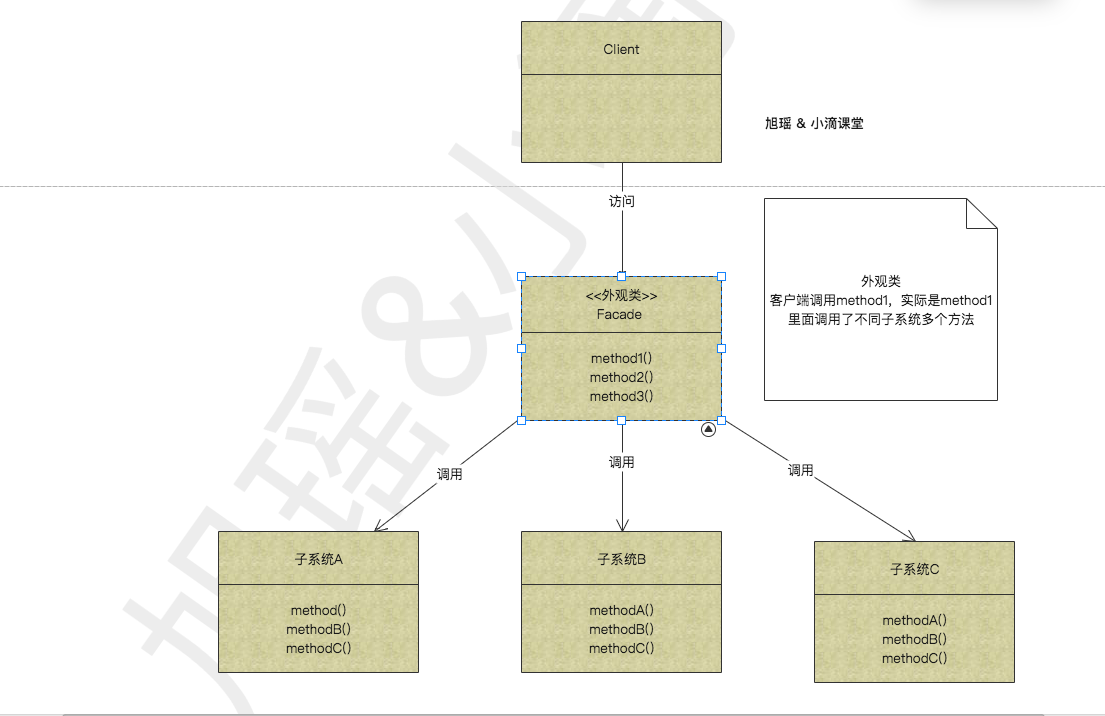 Client
旭瑶 & 小滴课堂
访问
<<外观类>>
Facade
method1()
method2()
method3()
外观类
客户端调用method1，实际是method1
里面调用了不同子系统多个方法
调用
调用
调用
子系统A
method()
methodB()
methodC()
子系统B
methodA()
methodB()
methodC()
子系统C
methodA()
methodB()
methodC()
旭瑶&小